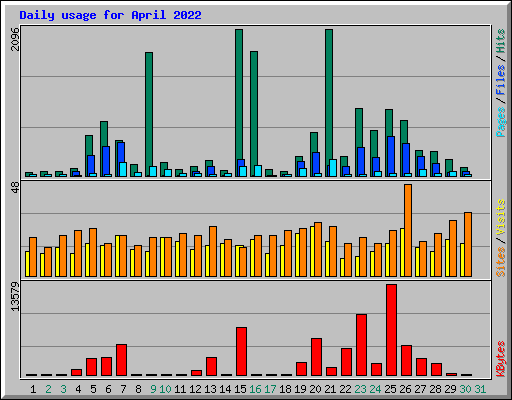 Daily usage for April 2022
2096
48
13579
Pages / Files / Hits
Sites / Visits
KBytes
1 2 3 4 5 6 7 8 9 10 11 12 13 14 15 16 17 18 19 20 21 22 23 24 25 26 27 28 29 30 31